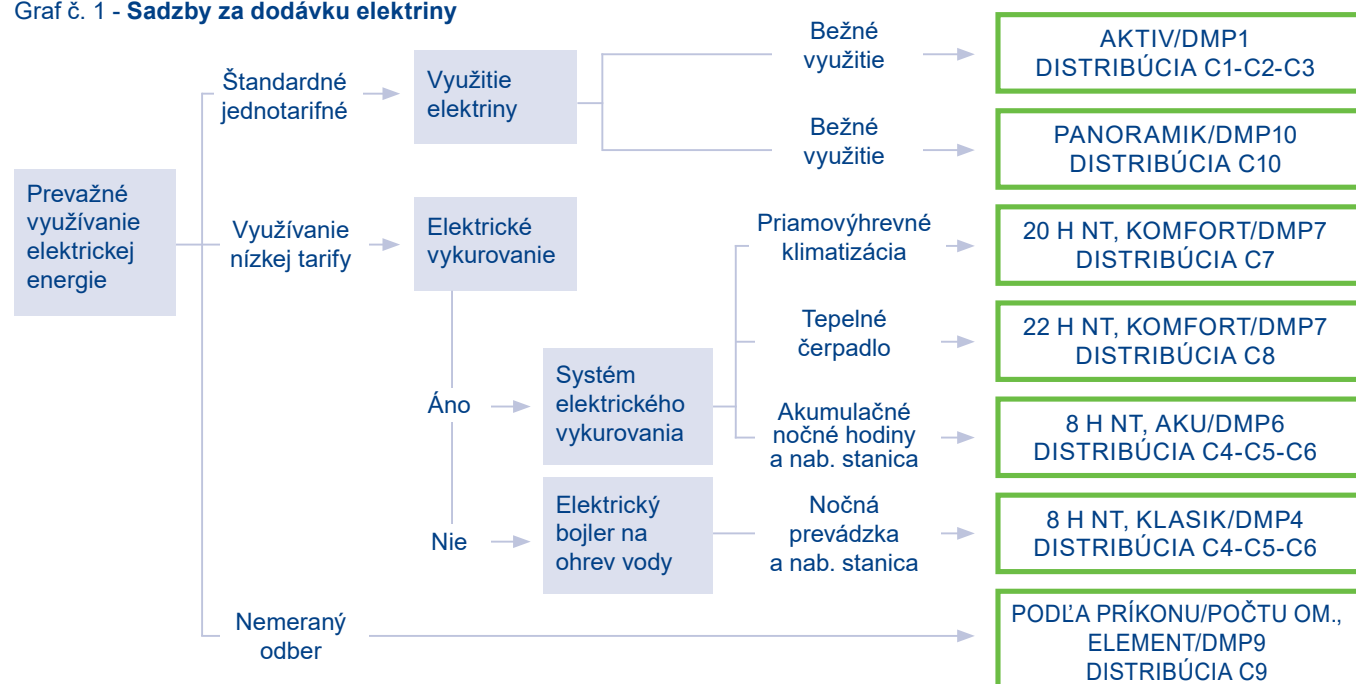 Graf č. 1 - Sadzby za dodávku elektriny
Prevažné
využívanie
elektrickej
energie
Štandardné
jednotarifné
Využitie
elektriny
Bežné
využitie
AKTIV/DMP1
DISTRIBÚCIA C1-C2-C3
Bežné
využitie
PANORAMIK/DMP10
DISTRIBÚCIA C10
Využívanie
nízkej tarify
Elektrické
vykurovanie
Áno
Systém
elektrického
vykurovania
Priamovýhrevné
klimatizácia
20 H NT, KOMFORT/DMP7
DISTRIBÚCIA C7
Tepelné
čerpadlo
22 H NT, KOMFORT/DMP7
DISTRIBÚCIA C8
Akumulačné
nočné hodiny
a nab. stanica
8 H NT, AKU/DMP6
DISTRIBÚCIA C4-C5-C6
Nie
Elektrický
bojler na
ohrev vody
Nočná
prevádzka
a nab. stanica
8 H NT, KLASIK/DMP4
DISTRIBÚCIA C4-C5-C6
Nemeraný
odber
PODĽA PRÍKONU/POČTU OM.,
ELEMENT/DMP9
DISTRIBÚCIA C9